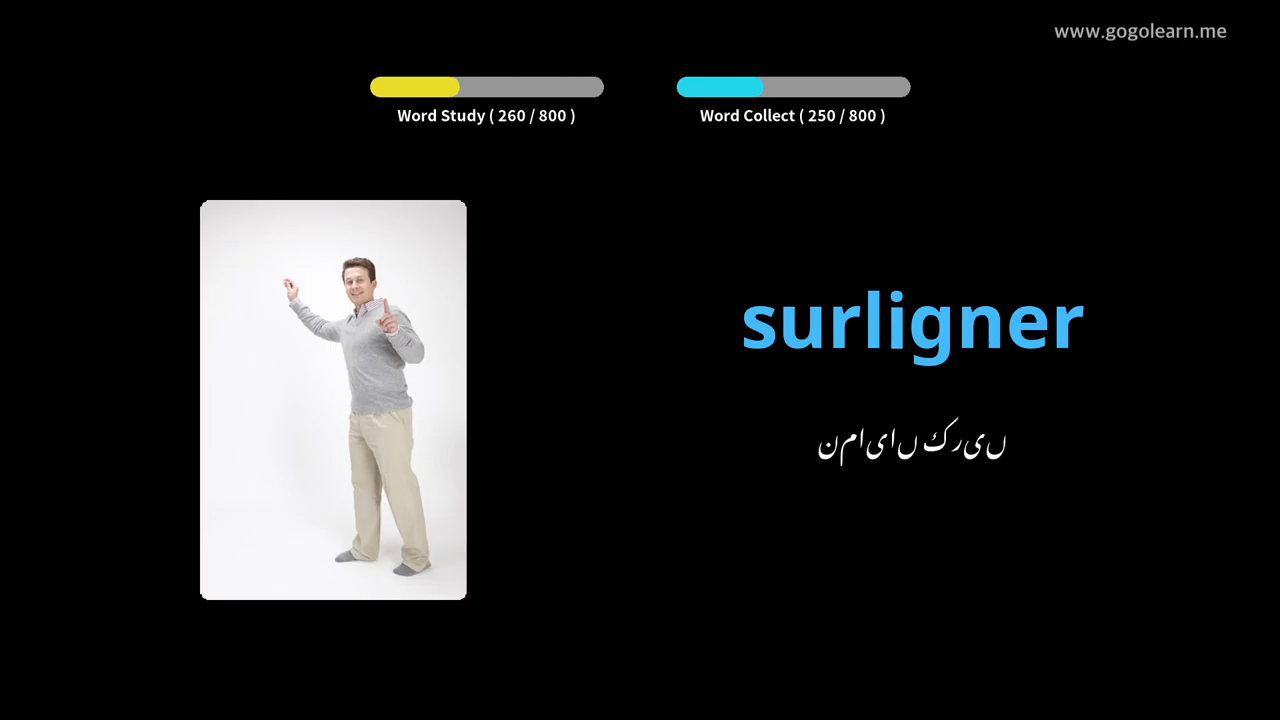 www.gogolearn.me
Word Study ( 260 / 800 )
Word Collect ( 250 / 800 )
surligner
نمایاں کریں